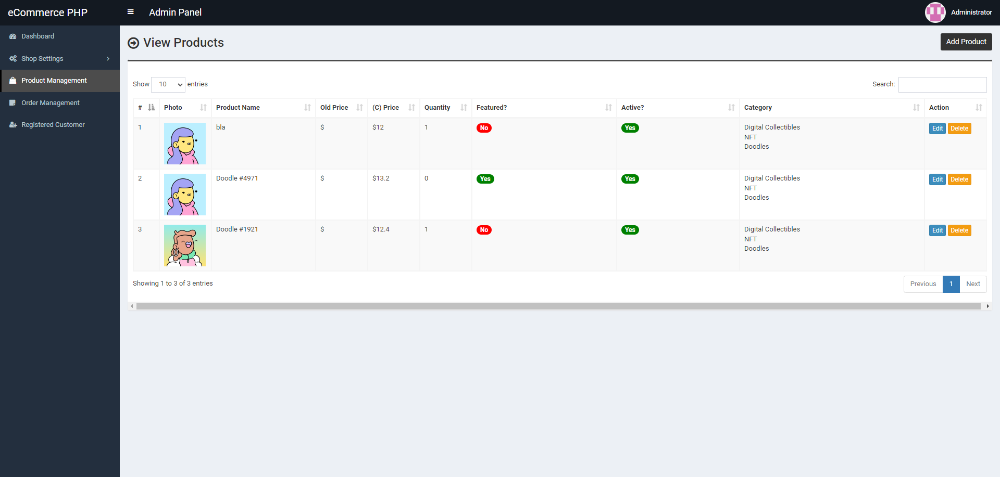 eCommerce PHP
Admin Panel
Administrator
Dashboard
Shop Settings
Product Management
Order Management
Registered Customer
View Products
Add Product
Show 10 entries
Search:
# Photo Product Name Old Price (C) Price Quantity Featured? Active? Category Action
1 bla $ $12 1 No Yes Digital Collectibles Edit Delete
NFT
Doodles
2 Doodle #4971 $ $13.2 0 Yes Yes Digital Collectibles Edit Delete
NFT
Doodles
3 Doodle #1921 $ $12.4 1 No Yes Digital Collectibles Edit Delete
NFT
Doodles
Showing 1 to 3 of 3 entries
Previous 1 Next